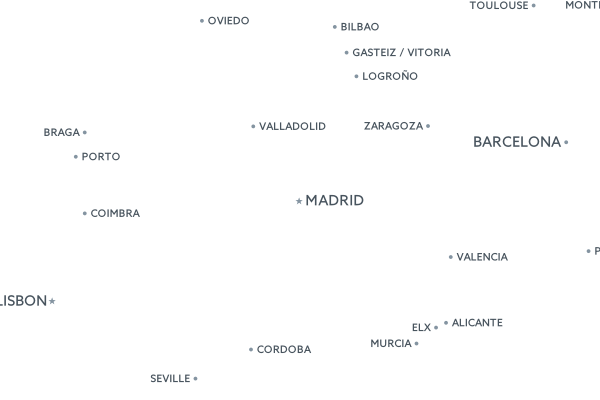 TOULOUSE
OVIEDO
BILBAO
GASTEIZ / VITORIA
LOGROÑO
VALLADOLID
ZARAGOZA
BRAGA
BARCELONA
PORTO
MADRID
COIMBRA
VALENCIA
LISBON
ALICANTE
ELX
MURCIA
CORDOBA
SEVILLE